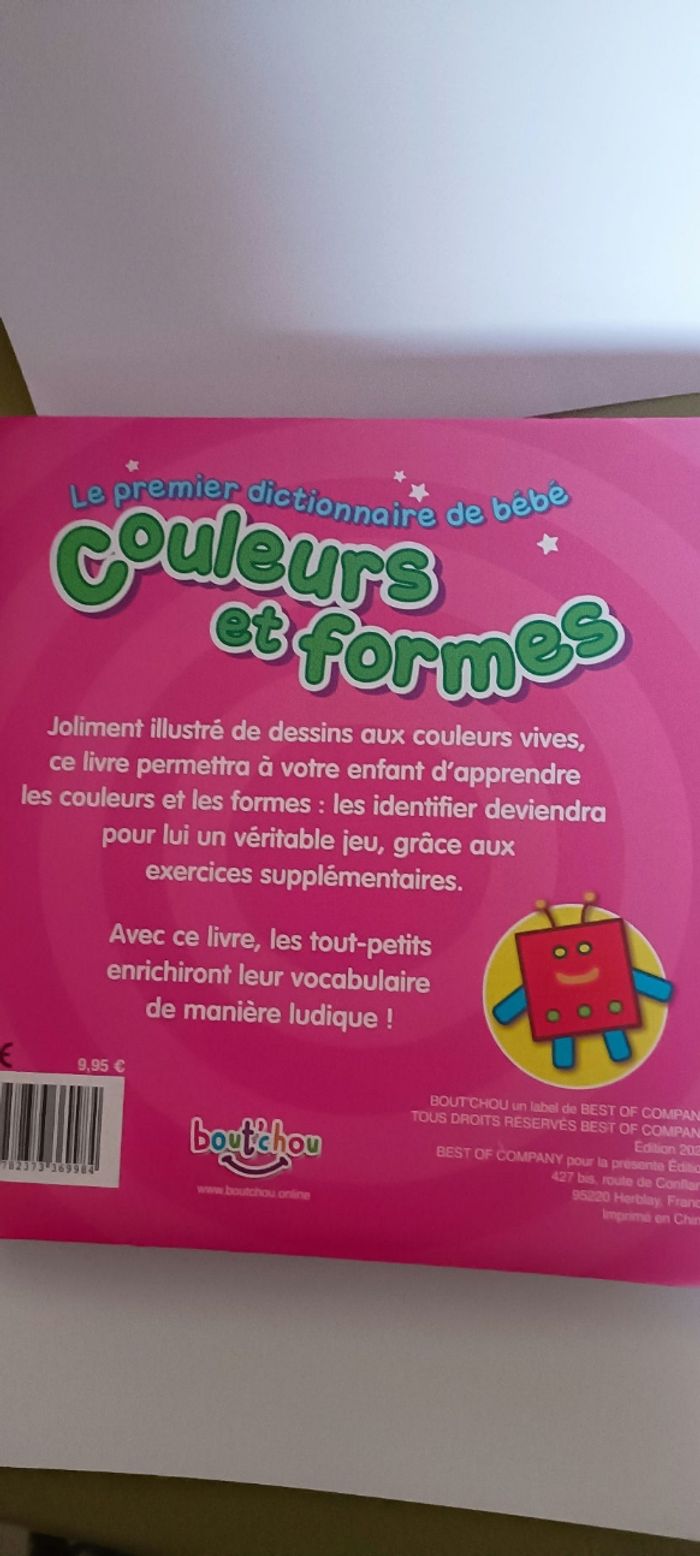 Le premier dictionnaire de bébé
Couleurs
et formes
Joliment illustré de dessins aux couleurs vives,
ce livre permettra à votre enfant d'apprendre
les couleurs et les formes : les identifier deviendra
pour lui un véritable jeu, grâce aux
exercices supplémentaires.
Avec ce livre, les tout-petits
enrichiront leur vocabulaire
de manière ludique !
€
9,95 €
bout'chou
www.boutchou.online
BOUT'CHOU un label de BEST OF COMPAN
TOUS DROITS RÉSERVÉS BEST OF COMPAN
Édition 202
BEST OF COMPANY pour la présente Éditio
427 bis, route de Conflan
95220 Herblay, Franc
Imprimé en Chin
782373 369984